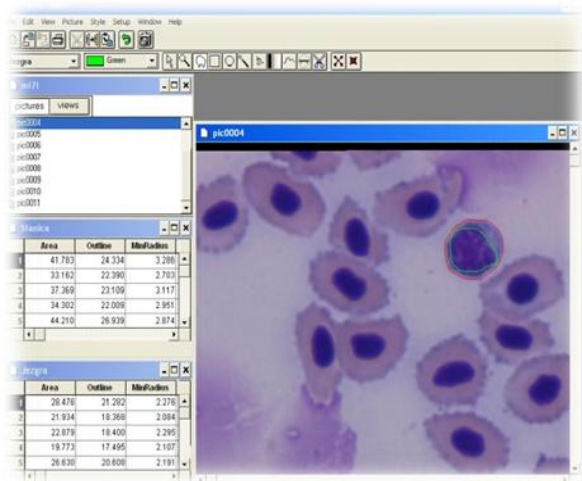 Edit View Picture Style Setup Window Help
Green
ml7l
pictures views
pic0004
pic0005
pic0006
pic0007
pic0008
pic0009
pic0010
pic0011
pic0004
Stanica
Area Outline MinRadius
1 41.783 24.334 3.286
2 33.162 22.390 2.703
3 37.369 23.109 3.117
4 34.302 22.009 2.951
5 44.210 26.939 2.874
Jezgra
Area Outline MinRadius
1 28.476 21.282 2.276
2 21.934 18.368 2.084
3 22.879 18.400 2.295
4 19.773 17.495 2.107
5 26.630 20.608 2.191